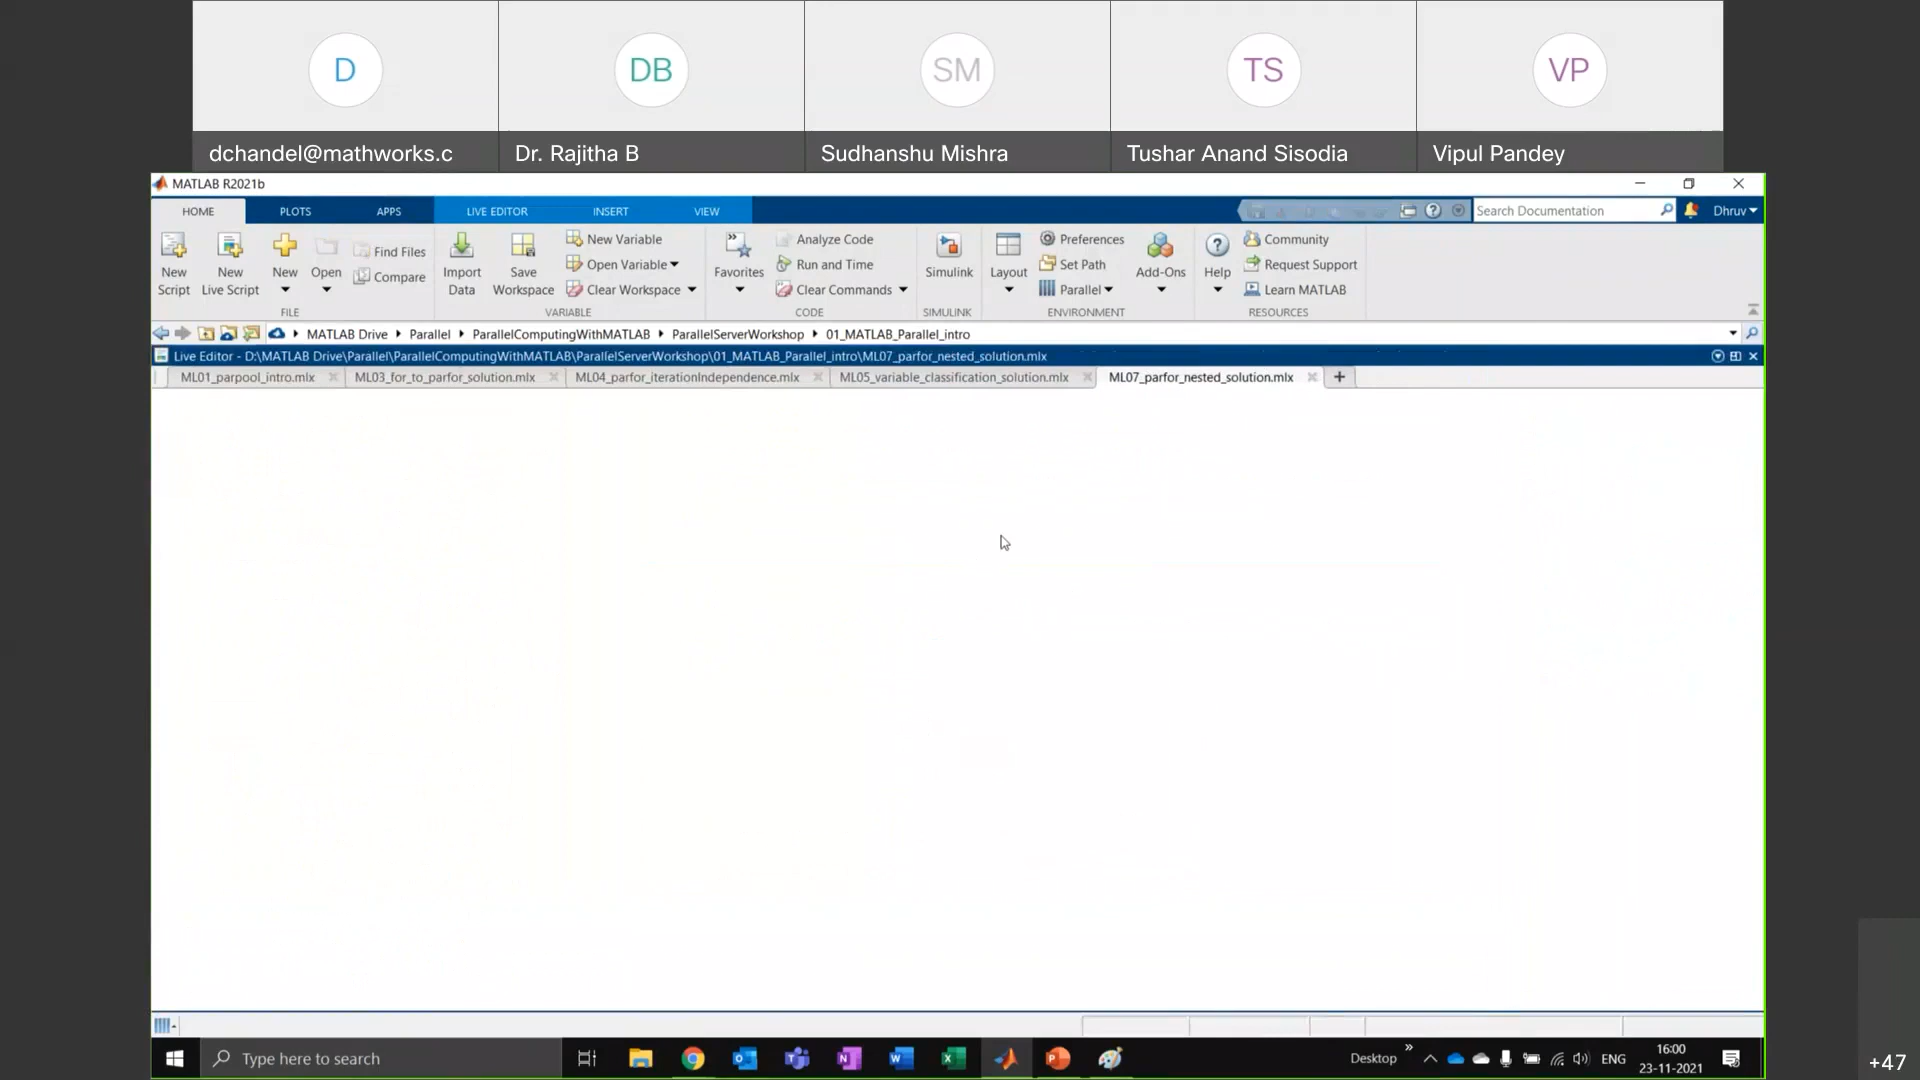 D
DB
SM
TS
VP
dchandel@mathworks.c
Dr. Rajitha B
Sudhanshu Mishra
Tushar Anand Sisodia
Vipul Pandey
MATLAB R2021b
HOME PLOTS APPS LIVE EDITOR INSERT VIEW
Search Documentation
Dhruv
New Script
New Live Script
New
Open
Find Files
Compare
FILE
Import Data
Save Workspace
New Variable
Open Variable
Clear Workspace
VARIABLE
Favorites
Analyze Code
Run and Time
Clear Commands
CODE
Simulink
SIMULINK
Layout
Preferences
Set Path
Parallel
Add-Ons
ENVIRONMENT
Help
Community
Request Support
Learn MATLAB
RESOURCES
MATLAB Drive Parallel ParallelComputingWithMATLAB ParallelServerWorkshop 01_MATLAB_Parallel_intro
Live Editor - D:\MATLAB Drive\Parallel\ParallelComputingWithMATLAB\ParallelServerWorkshop\01_MATLAB_Parallel_intro\ML07_parfor_nested_solution.mlx
ML01_parpool_intro.mlx ML03_for_to_parfor_solution.mlx ML04_parfor_iterationIndependence.mlx ML05_variable_classification_solution.mlx ML07_parfor_nested_solution.mlx +
Type here to search
Desktop
ENG
16:00
23-11-2021
+47